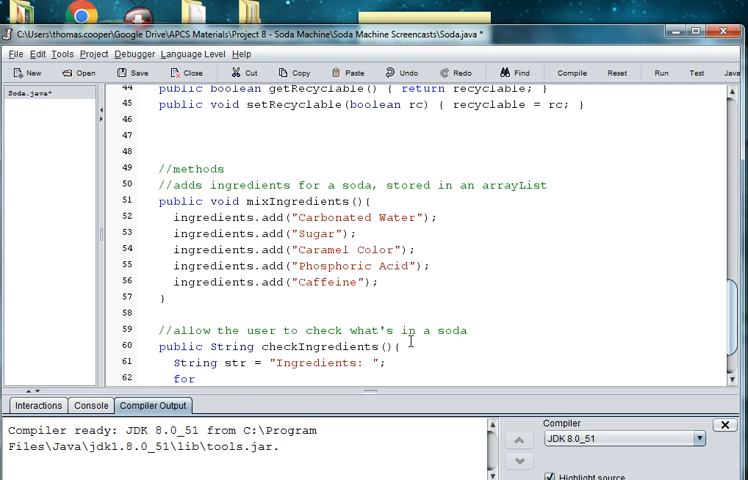 C:\Users\thomas.cooper\Google Drive\APCS Materials\Project 8 - Soda Machine\Soda Machine Screencasts\Soda.java *
File Edit Tools Project Debugger Language Level Help
New Open Save Close Cut Copy Paste Undo Redo Find Compile Reset Run Test Java
Soda.java*
44 public boolean getRecyclable() { return recyclable; }
45 public void setRecyclable(boolean rc) { recyclable = rc; }
46
47
48
49 //methods
50 //adds ingredients for a soda, stored in an arrayList
51 public void mixIngredients(){
52 ingredients.add("Carbonated Water");
53 ingredients.add("Sugar");
54 ingredients.add("Caramel Color");
55 ingredients.add("Phosphoric Acid");
56 ingredients.add("Caffeine");
57 }
58
59 //allow the user to check what's in a soda
60 public String checkIngredients(){
61 String str = "Ingredients: ";
62 for
Interactions Console Compiler Output
Compiler ready: JDK 8.0_51 from C:\Program
Files\Java\jdk1.8.0_51\lib\tools.jar.
Compiler
JDK 8.0_51
Highlight source